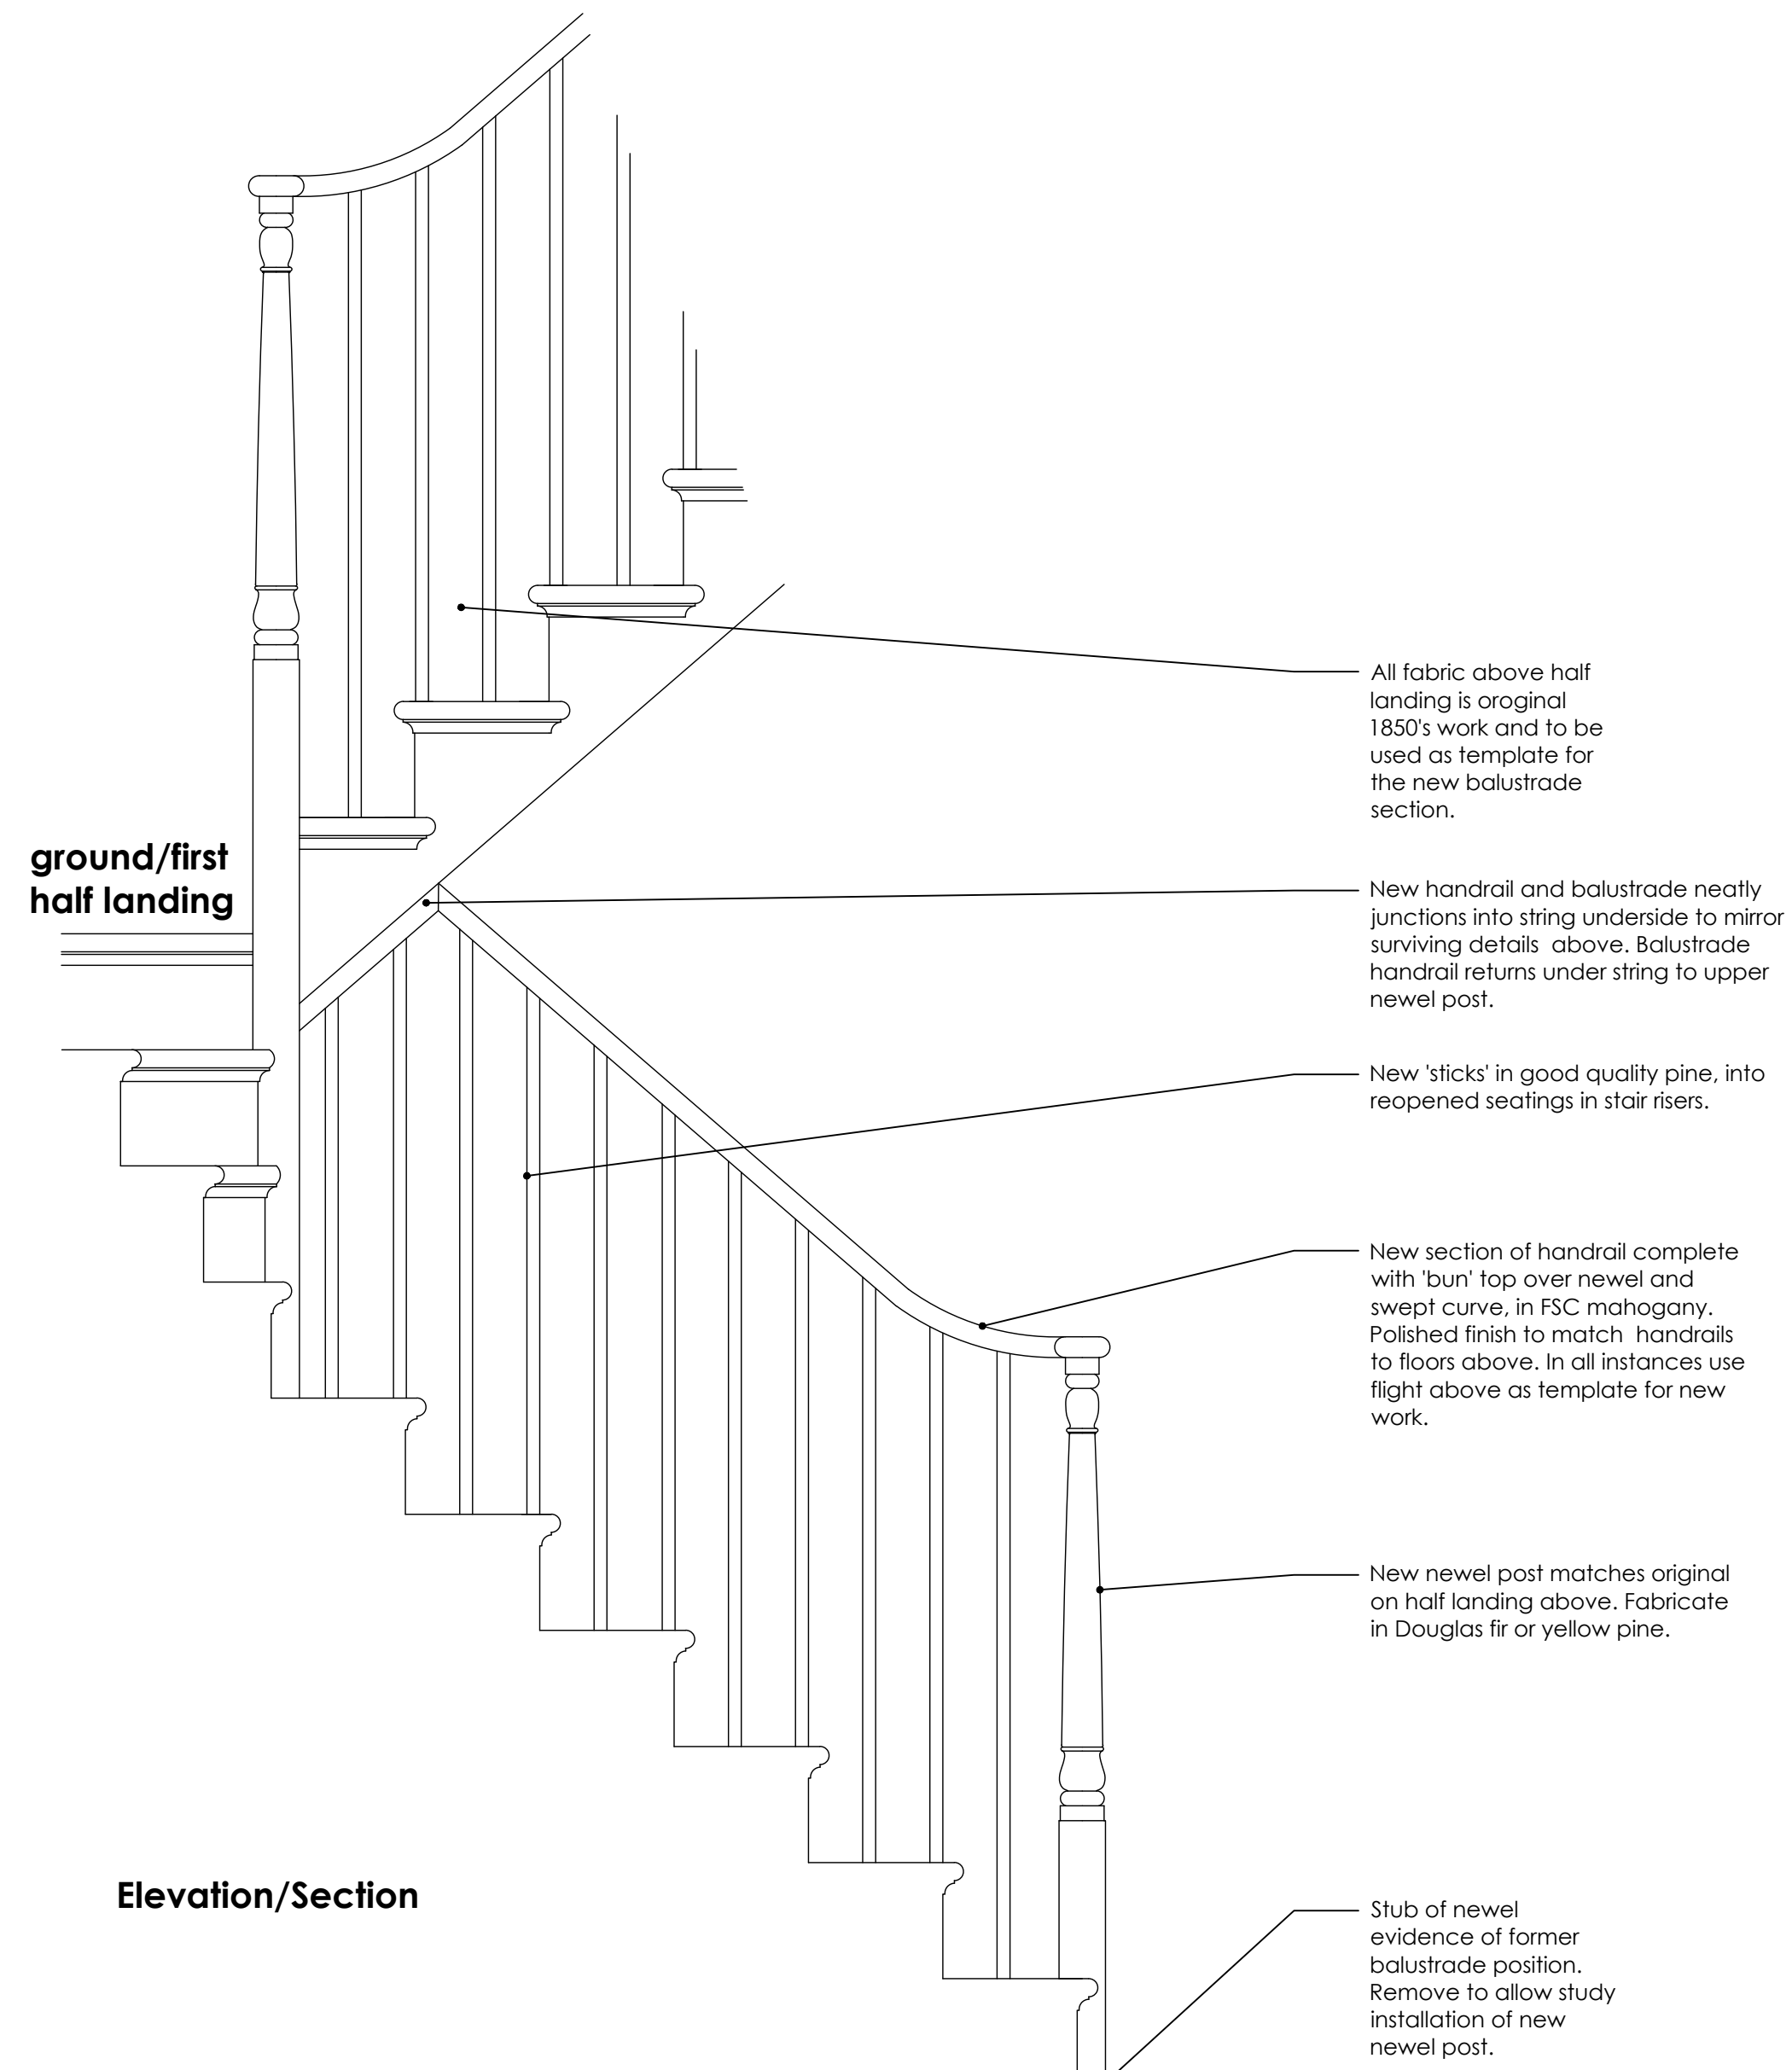 All fabric above half
landing is oroginal
1850's work and to be
used as template for
the new balustrade
section.
ground/first
half landing
New handrail and balustrade neatly
junctions into string underside to mirror
surviving details above. Balustrade
handrail returns under string to upper
newel post.
New 'sticks' in good quality pine, into
reopened seatings in stair risers.
New section of handrail complete
with 'bun' top over newel and
swept curve, in FSC mahogany.
Polished finish to match handrails
to floors above. In all instances use
flight above as template for new
work.
New newel post matches original
on half landing above. Fabricate
in Douglas fir or yellow pine.
Elevation/Section
Stub of newel
evidence of former
balustrade position.
Remove to allow study
installation of new
newel post.